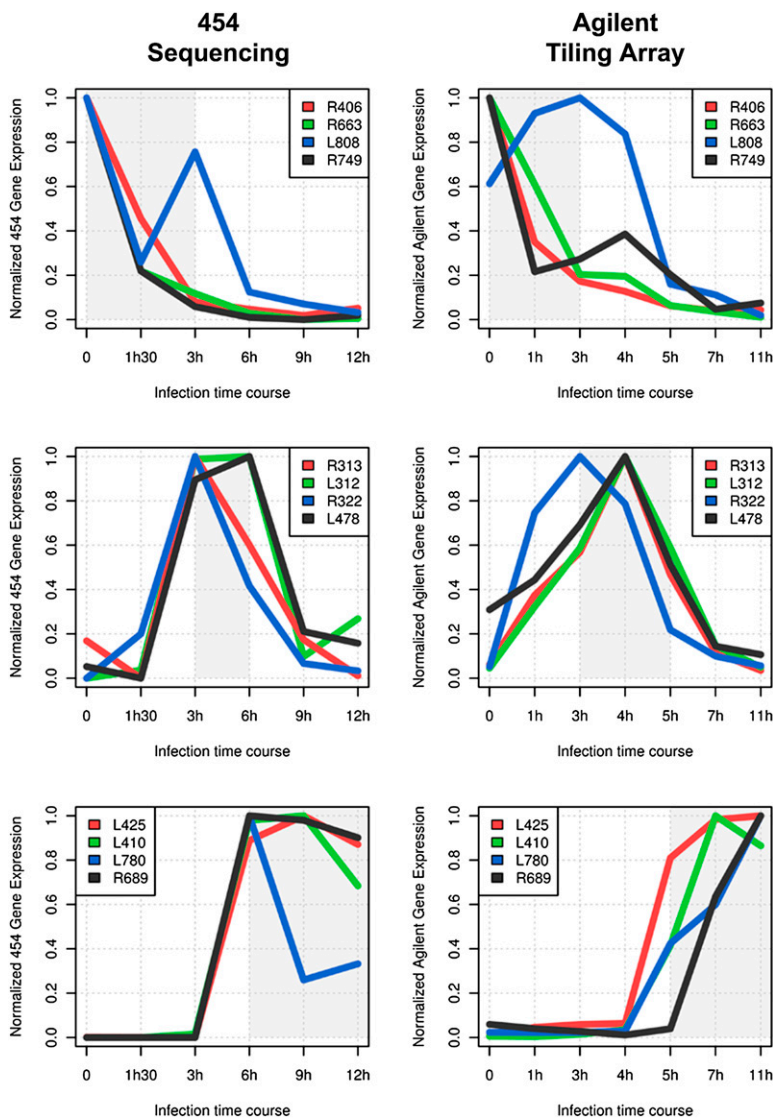 454
Sequencing
Agilent
Tiling Array
Normalized 454 Gene Expression
1.0
0.8
0.6
0.4
0.2
0.0
R406
R663
L808
R749
0 1h30 3h 6h 9h 12h
Infection time course
Normalized Agilent Gene Expression
1.0
0.8
0.6
0.4
0.2
0.0
R406
R663
L808
R749
0 1h 3h 4h 5h 7h 11h
Infection time course
Normalized 454 Gene Expression
1.0
0.8
0.6
0.4
0.2
0.0
R313
L312
R322
L478
0 1h30 3h 6h 9h 12h
Infection time course
Normalized Agilent Gene Expression
1.0
0.8
0.6
0.4
0.2
0.0
R313
L312
R322
L478
0 1h 3h 4h 5h 7h 11h
Infection time course
Normalized 454 Gene Expression
1.0
0.8
0.6
0.4
0.2
0.0
L425
L410
L780
R689
0 1h30 3h 6h 9h 12h
Infection time course
Normalized Agilent Gene Expression
1.0
0.8
0.6
0.4
0.2
0.0
L425
L410
L780
R689
0 1h 3h 4h 5h 7h 11h
Infection time course